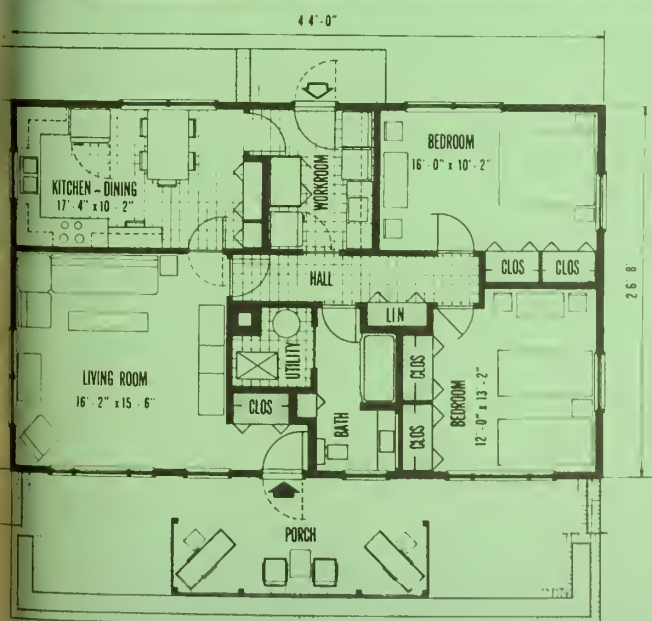 44'-0"
KITCHEN - DINING
17'-4" x 10'-2"
WORKROOM
BEDROOM
16'-0" x 10'-2"
HALL
CLOS
CLOS
26'8"
LIN
LIVING ROOM
16'-2" x 15'-6"
UTILITY
CLOS
BATH
CLOS
CLOS
BEDROOM
12'-0" x 13'-2"
PORCH